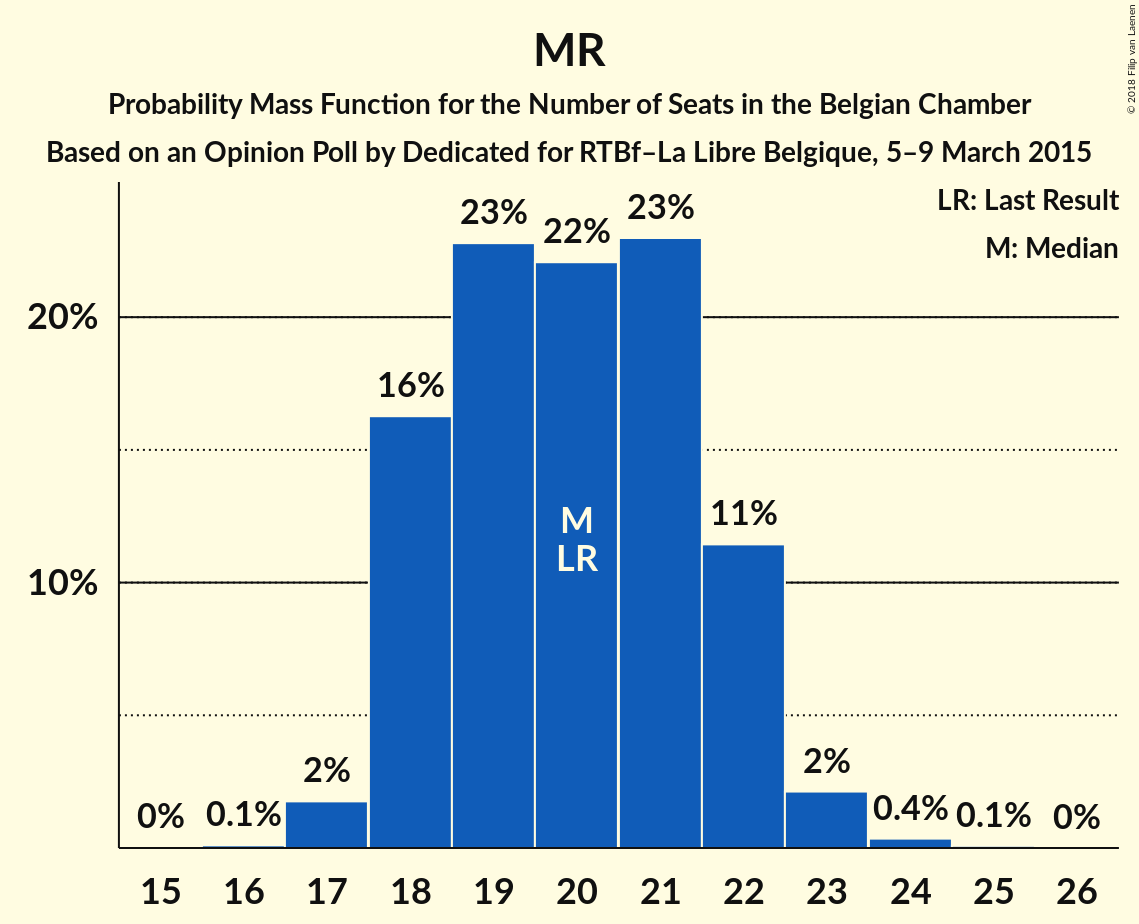 MR
Probability Mass Function for the Number of Seats in the Belgian Chamber
Based on an Opinion Poll by Dedicated for RTBf–La Libre Belgique, 5–9 March 2015
© 2018 Filip van Laenen
LR: Last Result
M: Median
20%
10%
0%
0.1%
2%
16%
23%
22%
23%
11%
2%
0.4%
0.1%
0%
M
LR
15 16 17 18 19 20 21 22 23 24 25 26